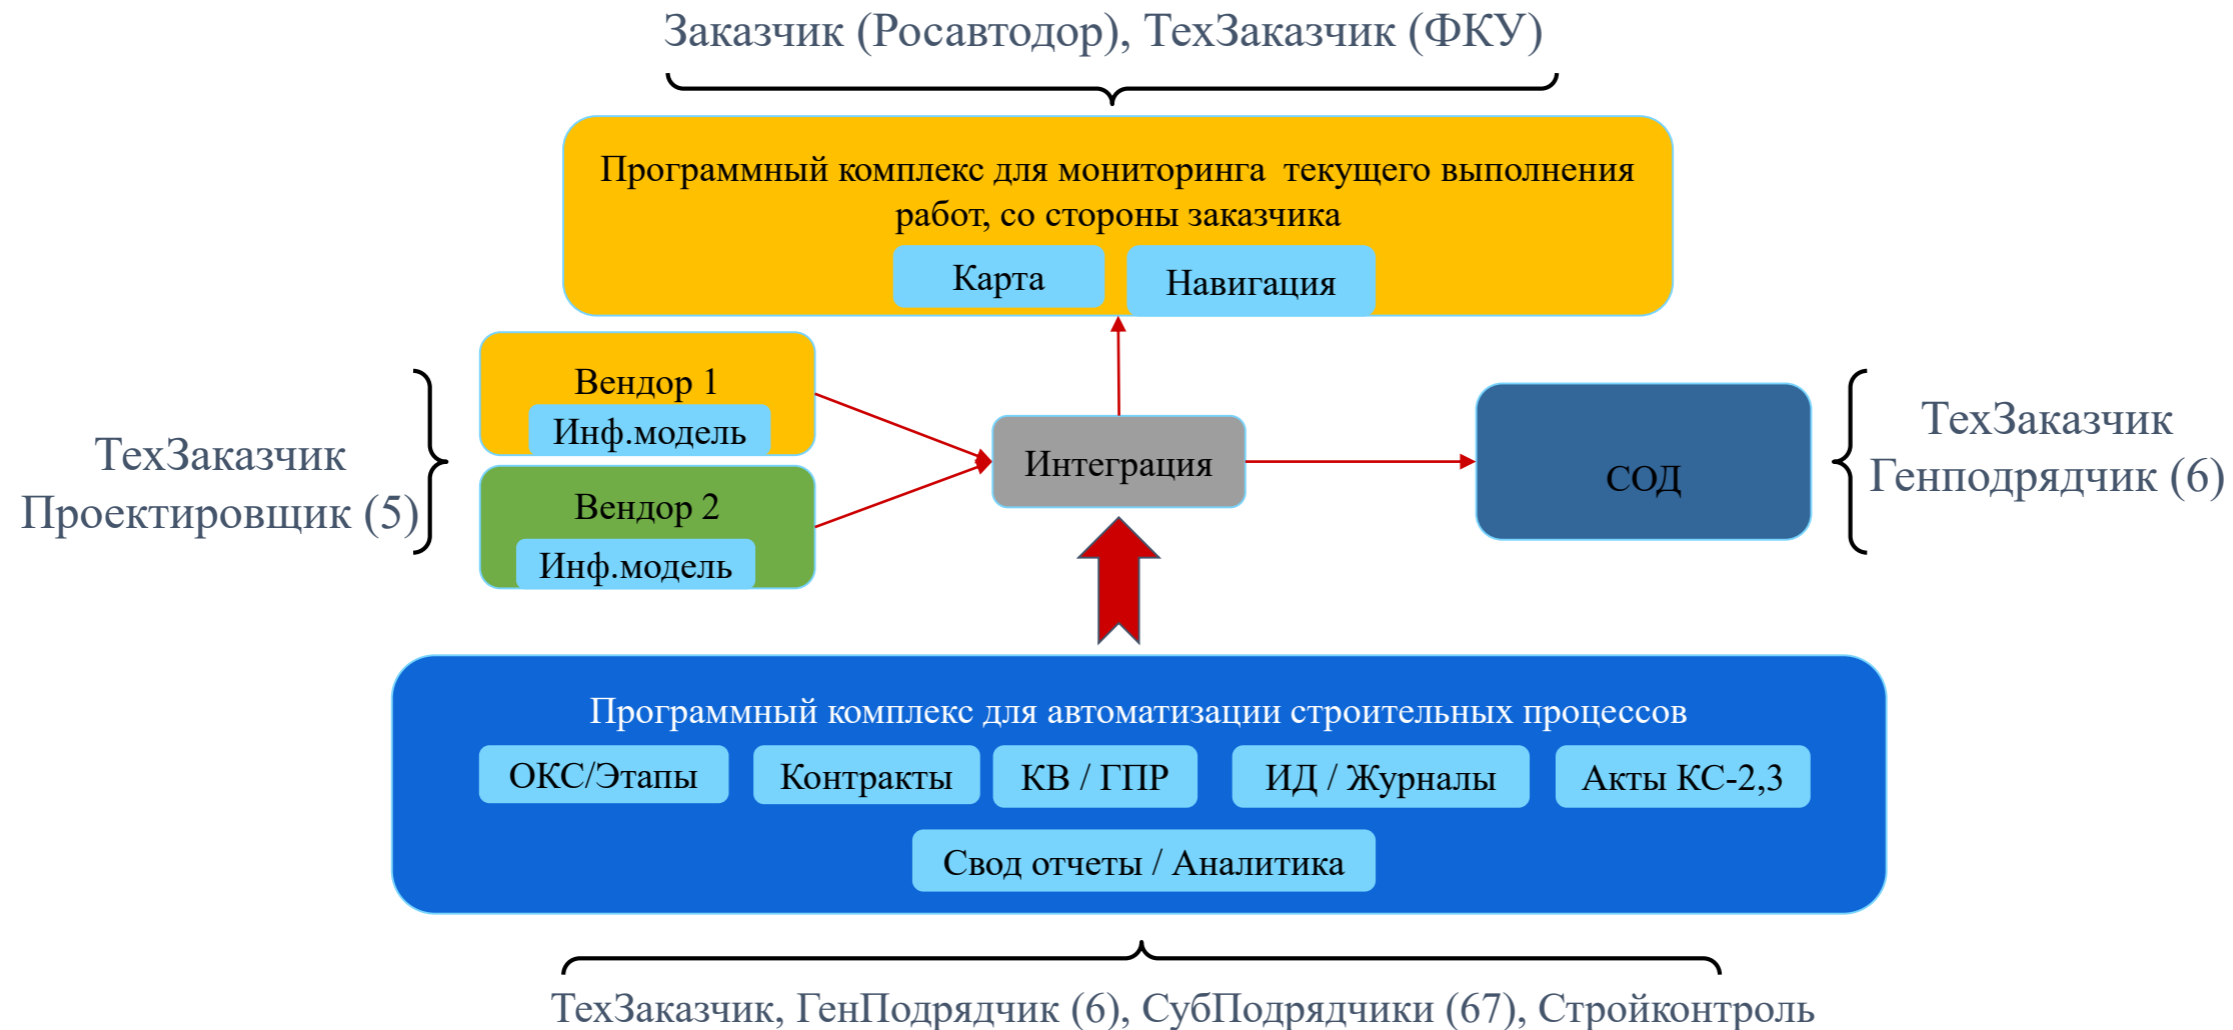 Заказчик (Росавтодор), ТехЗаказчик (ФКУ)
Программный комплекс для мониторинга текущего выполнения
работ, со стороны заказчика
Карта
Навигация
Вендор 1
Инф.модель
ТехЗаказчик
Проектировщик (5)
Вендор 2
Инф.модель
Интеграция
СОД
ТехЗаказчик
Генподрядчик (6)
Программный комплекс для автоматизации строительных процессов
ОКС/Этапы
Контракты
КВ / ГПР
ИД / Журналы
Акты КС-2,3
Свод отчеты / Аналитика
ТехЗаказчик, ГенПодрядчик (6), СубПодрядчики (67), Стройконтроль